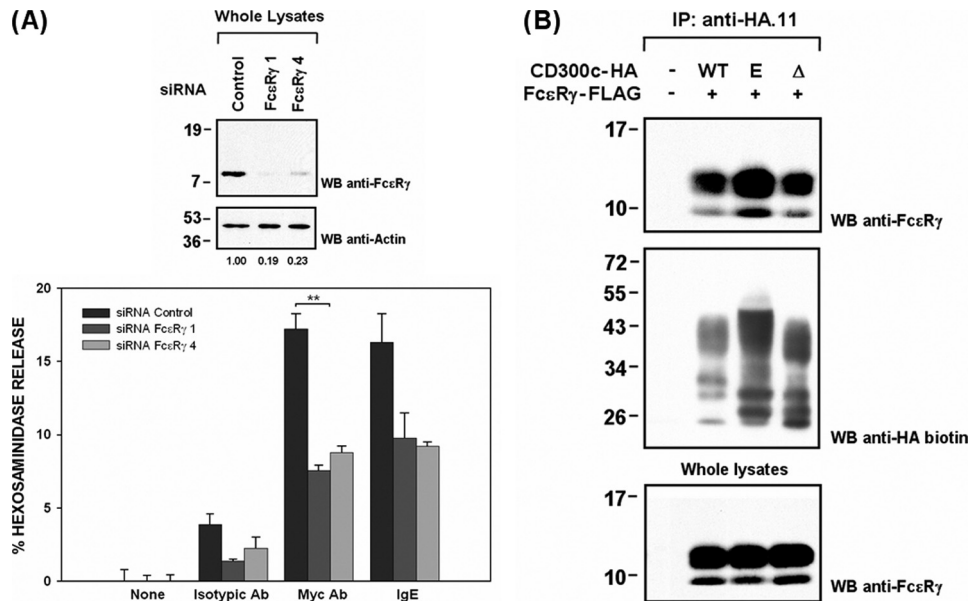 (A)
Whole Lysates
siRNA
Control
FcεRγ 1
FcεRγ 4
19
7
WB anti-FcεRγ
53
36
WB anti-Actin
1.00 0.19 0.23
% HEXOSAMINIDASE RELEASE
20
15
10
5
0
siRNA Control
siRNA FcεRγ 1
siRNA FcεRγ 4
**
None Isotypic Ab Myc Ab IgE
(B)
IP: anti-HA.11
CD300c-HA - WT E Δ
FcεRγ-FLAG - + + +
17
10
WB anti-FcεRγ
72
55
43
34
26
WB anti-HA biotin
Whole lysates
17
10
WB anti-FcεRγ